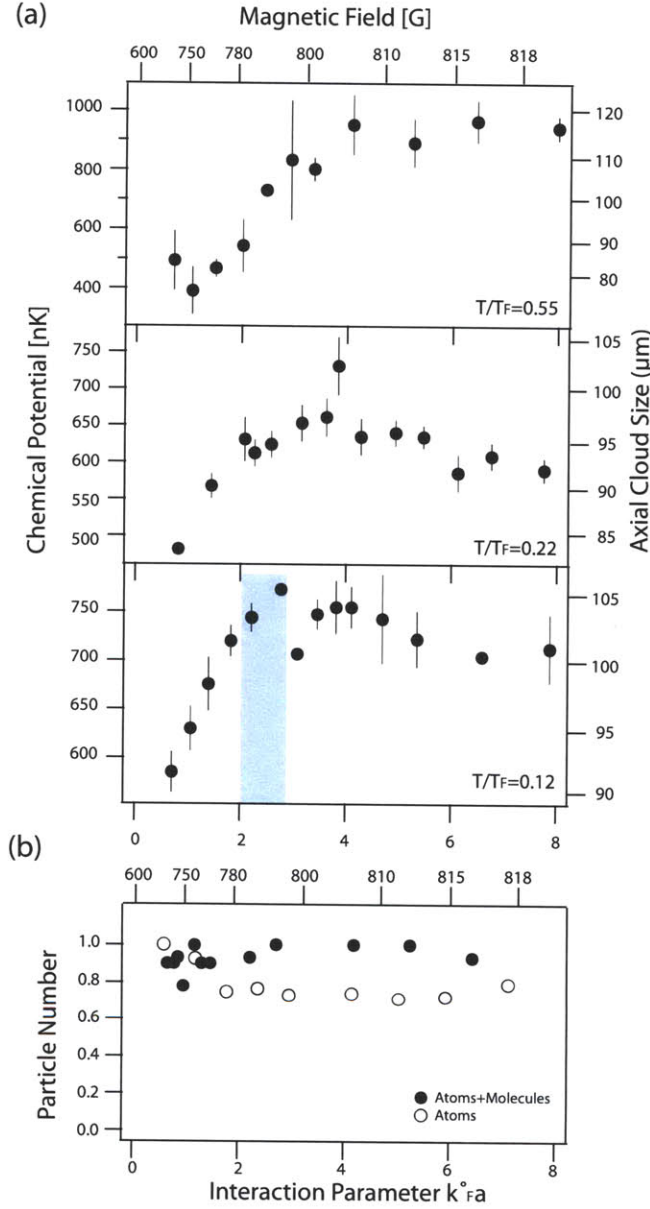 (a)
Magnetic Field [G]
600 750 780 800 810 815 818
Chemical Potential [nK]
1000
800
600
400
120
110
100
90
80
T/TF=0.55
750
700
650
600
550
500
105
100
95
90
85
T/TF=0.22
Axial Cloud Size (μm)
750
700
650
600
105
100
95
90
T/TF=0.12
0 2 4 6 8
(b)
600 750 780 800 810 815 818
Particle Number
1.0
0.8
0.6
0.4
0.2
0.0
Atoms+Molecules
Atoms
0 2 4 6 8
Interaction Parameter k°Fa